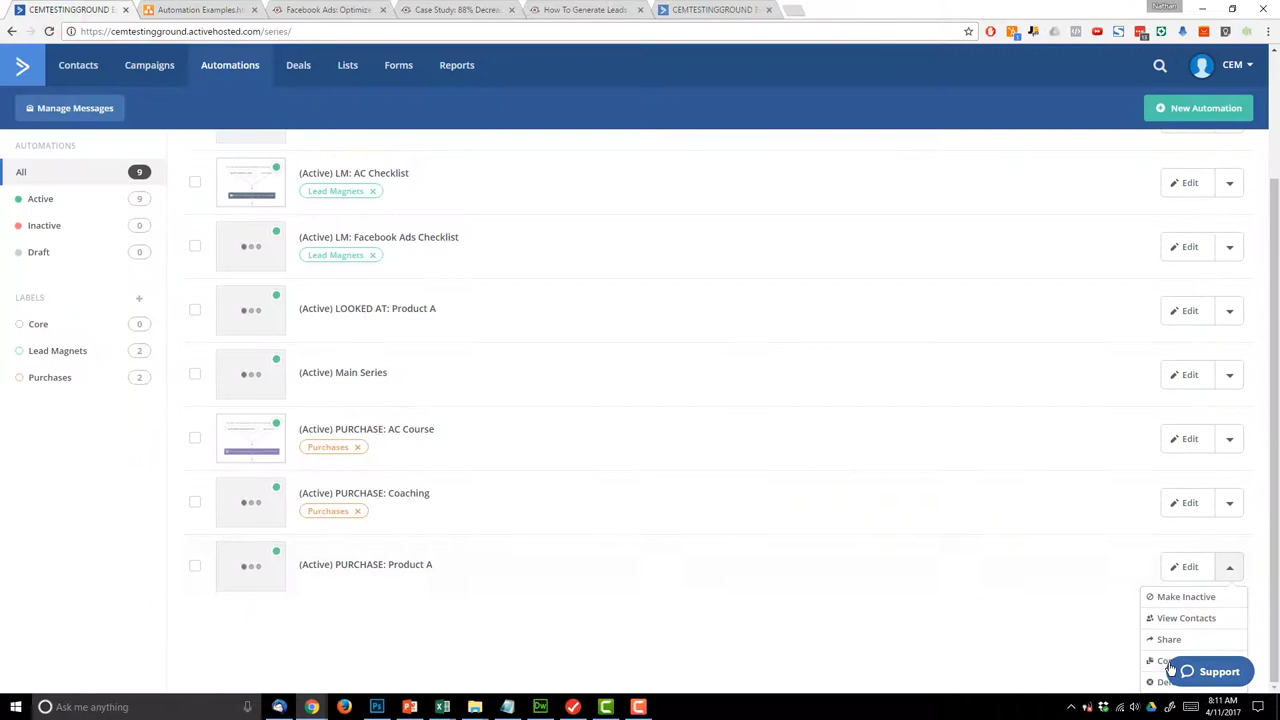 CEMTESTINGGROUND E
Automation Examples.h
Facebook Ads: Optimize
Case Study: 88% Decrea
How To Generate Leads
CEMTESTINGGROUND E
Nathan
https://cemtestingground.activehosted.com/series/
Contacts
Campaigns
Automations
Deals
Lists
Forms
Reports
CEM
Manage Messages
New Automation
AUTOMATIONS
All 9
Active 9
Inactive 0
Draft 0
LABELS +
Core 0
Lead Magnets 2
Purchases 2
(Active) LM: AC Checklist
Lead Magnets ×
Edit
(Active) LM: Facebook Ads Checklist
Lead Magnets ×
Edit
(Active) LOOKED AT: Product A
Edit
(Active) Main Series
Edit
(Active) PURCHASE: AC Course
Purchases ×
Edit
(Active) PURCHASE: Coaching
Purchases ×
Edit
(Active) PURCHASE: Product A
Edit
Make Inactive
View Contacts
Share
Support
Ask me anything
8:11 AM
4/11/2017